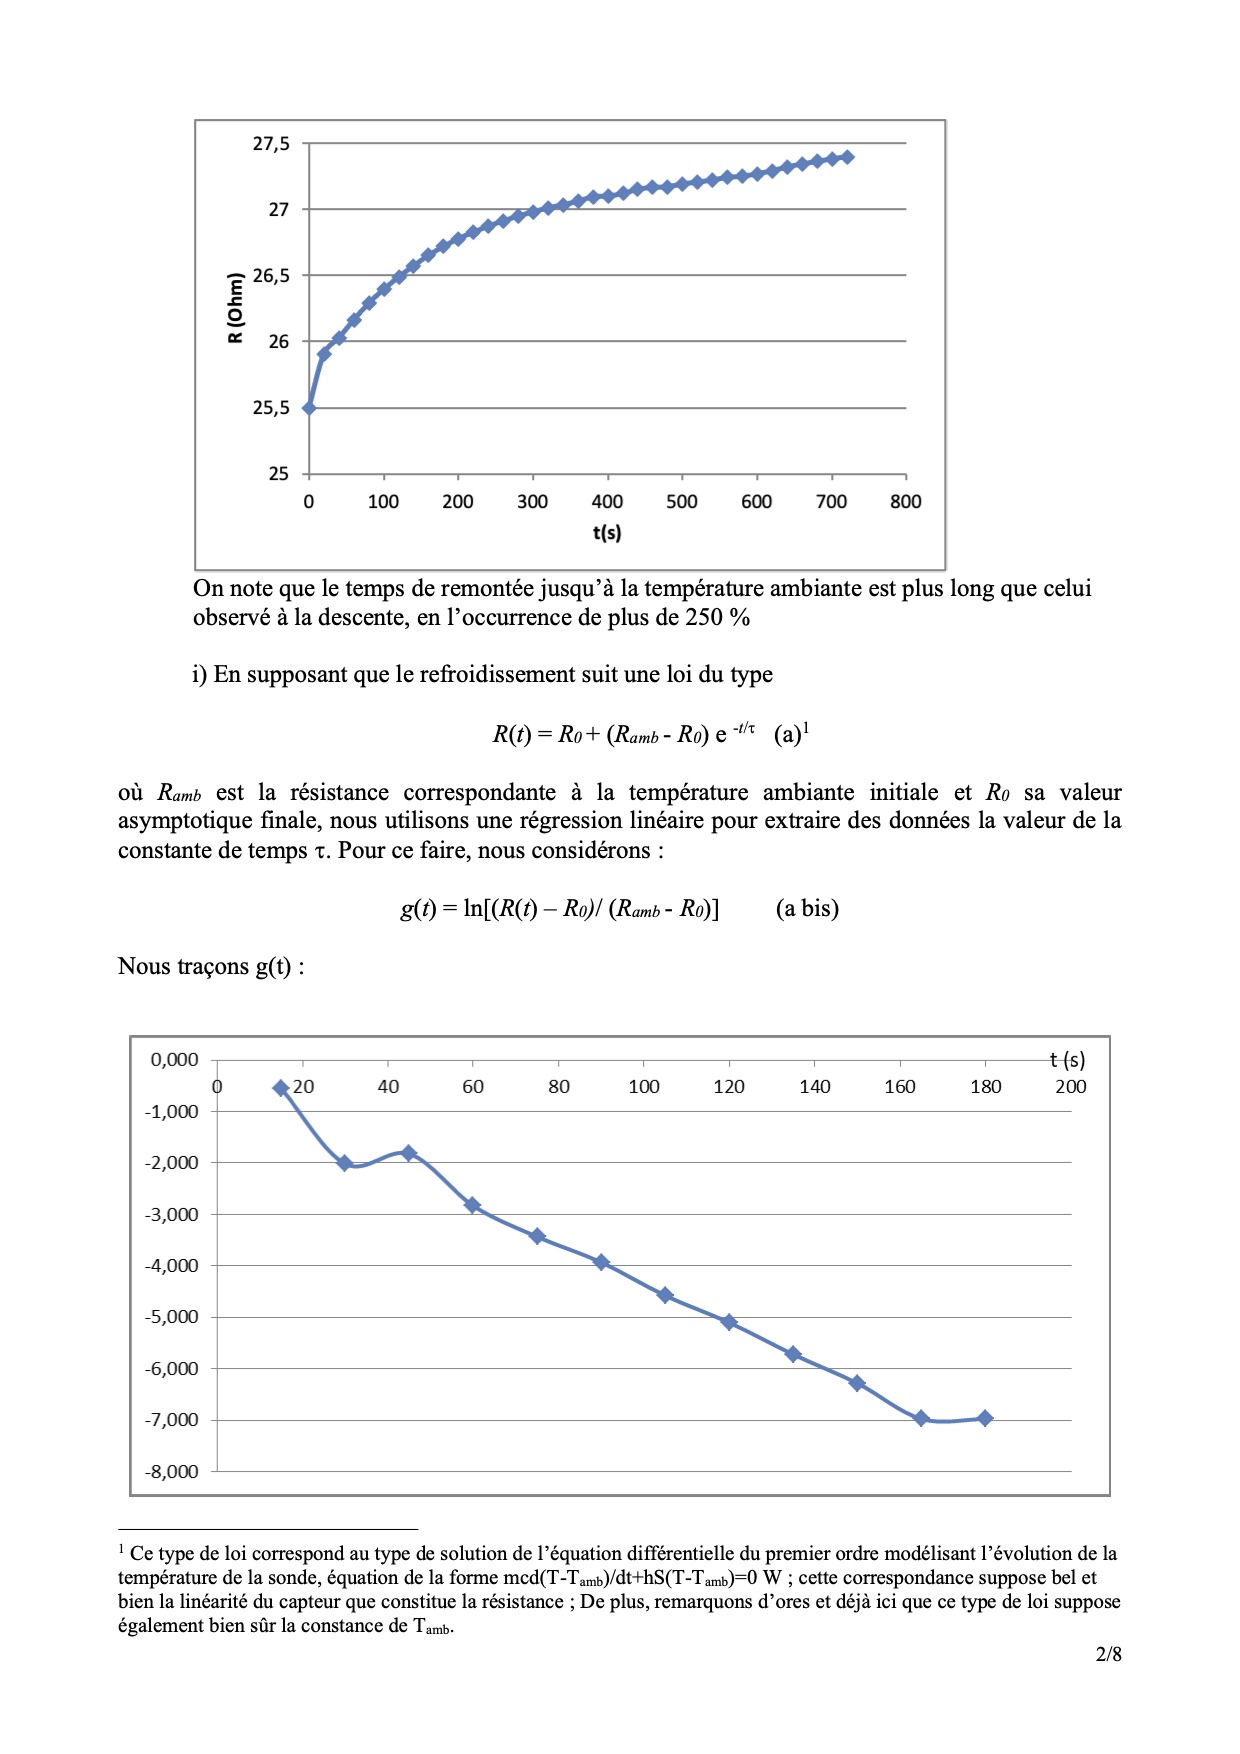 27,5
27
26,5
26
25,5
25
R (Ohm)
0 100 200 300 400 500 600 700 800
t(s)
On note que le temps de remontée jusqu’à la température ambiante est plus long que celui
observé à la descente, en l’occurrence de plus de 250 %
i) En supposant que le refroidissement suit une loi du type
R(t) = R0 + (Ramb - R0) e -t/τ (a)1
où Ramb est la résistance correspondante à la température ambiante initiale et R0 sa valeur
asymptotique finale, nous utilisons une régression linéaire pour extraire des données la valeur de la
constante de temps τ. Pour ce faire, nous considérons :
g(t) = ln[(R(t) – R0)/ (Ramb - R0)] (a bis)
Nous traçons g(t) :
t (s)
0,000
0 20 40 60 80 100 120 140 160 180 200
-1,000
-2,000
-3,000
-4,000
-5,000
-6,000
-7,000
-8,000
1 Ce type de loi correspond au type de solution de l’équation différentielle du premier ordre modélisant l’évolution de la
température de la sonde, équation de la forme mcd(T-Tamb)/dt+hS(T-Tamb)=0 W ; cette correspondance suppose bel et
bien la linéarité du capteur que constitue la résistance ; De plus, remarquons d’ores et déjà ici que ce type de loi suppose
également bien sûr la constance de Tamb.
2/8